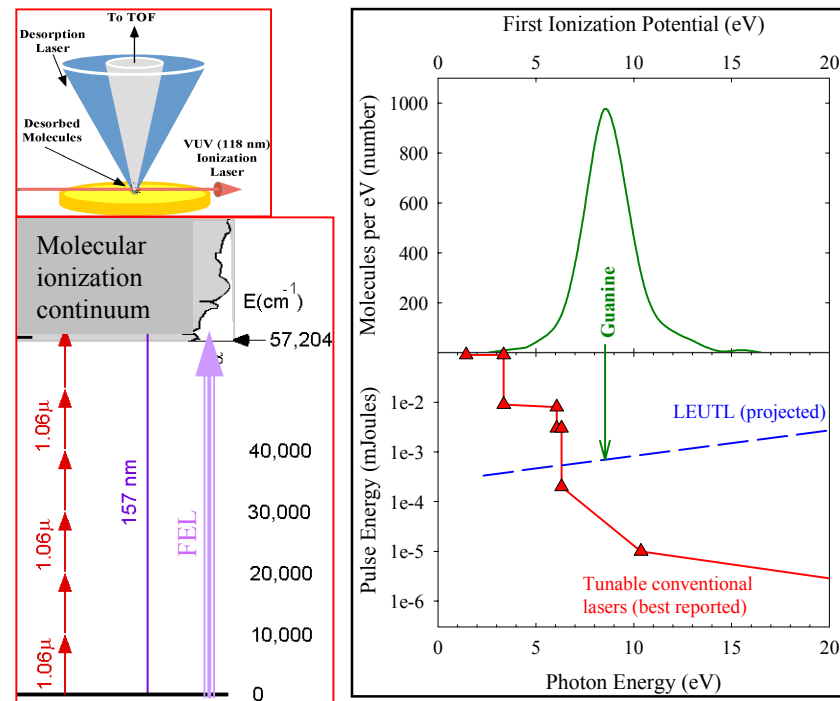 To TOF
Desorption
Laser
Desorbed
Molecules
VUV (118 nm)
Ionization
Laser
Molecular
ionization
continuum
E(cm-1)
57,204
40,000
30,000
20,000
10,000
0
1.06μ
1.06μ
1.06μ
1.06μ
157 nm
FEL
First Ionization Potential (eV)
0 5 10 15 20
Molecules per eV (number)
1000
800
600
400
200
Guanine
Pulse Energy (mJoules)
1e-2
1e-3
1e-4
1e-5
1e-6
LEUTL (projected)
Tunable conventional
lasers (best reported)
0 5 10 15 20
Photon Energy (eV)